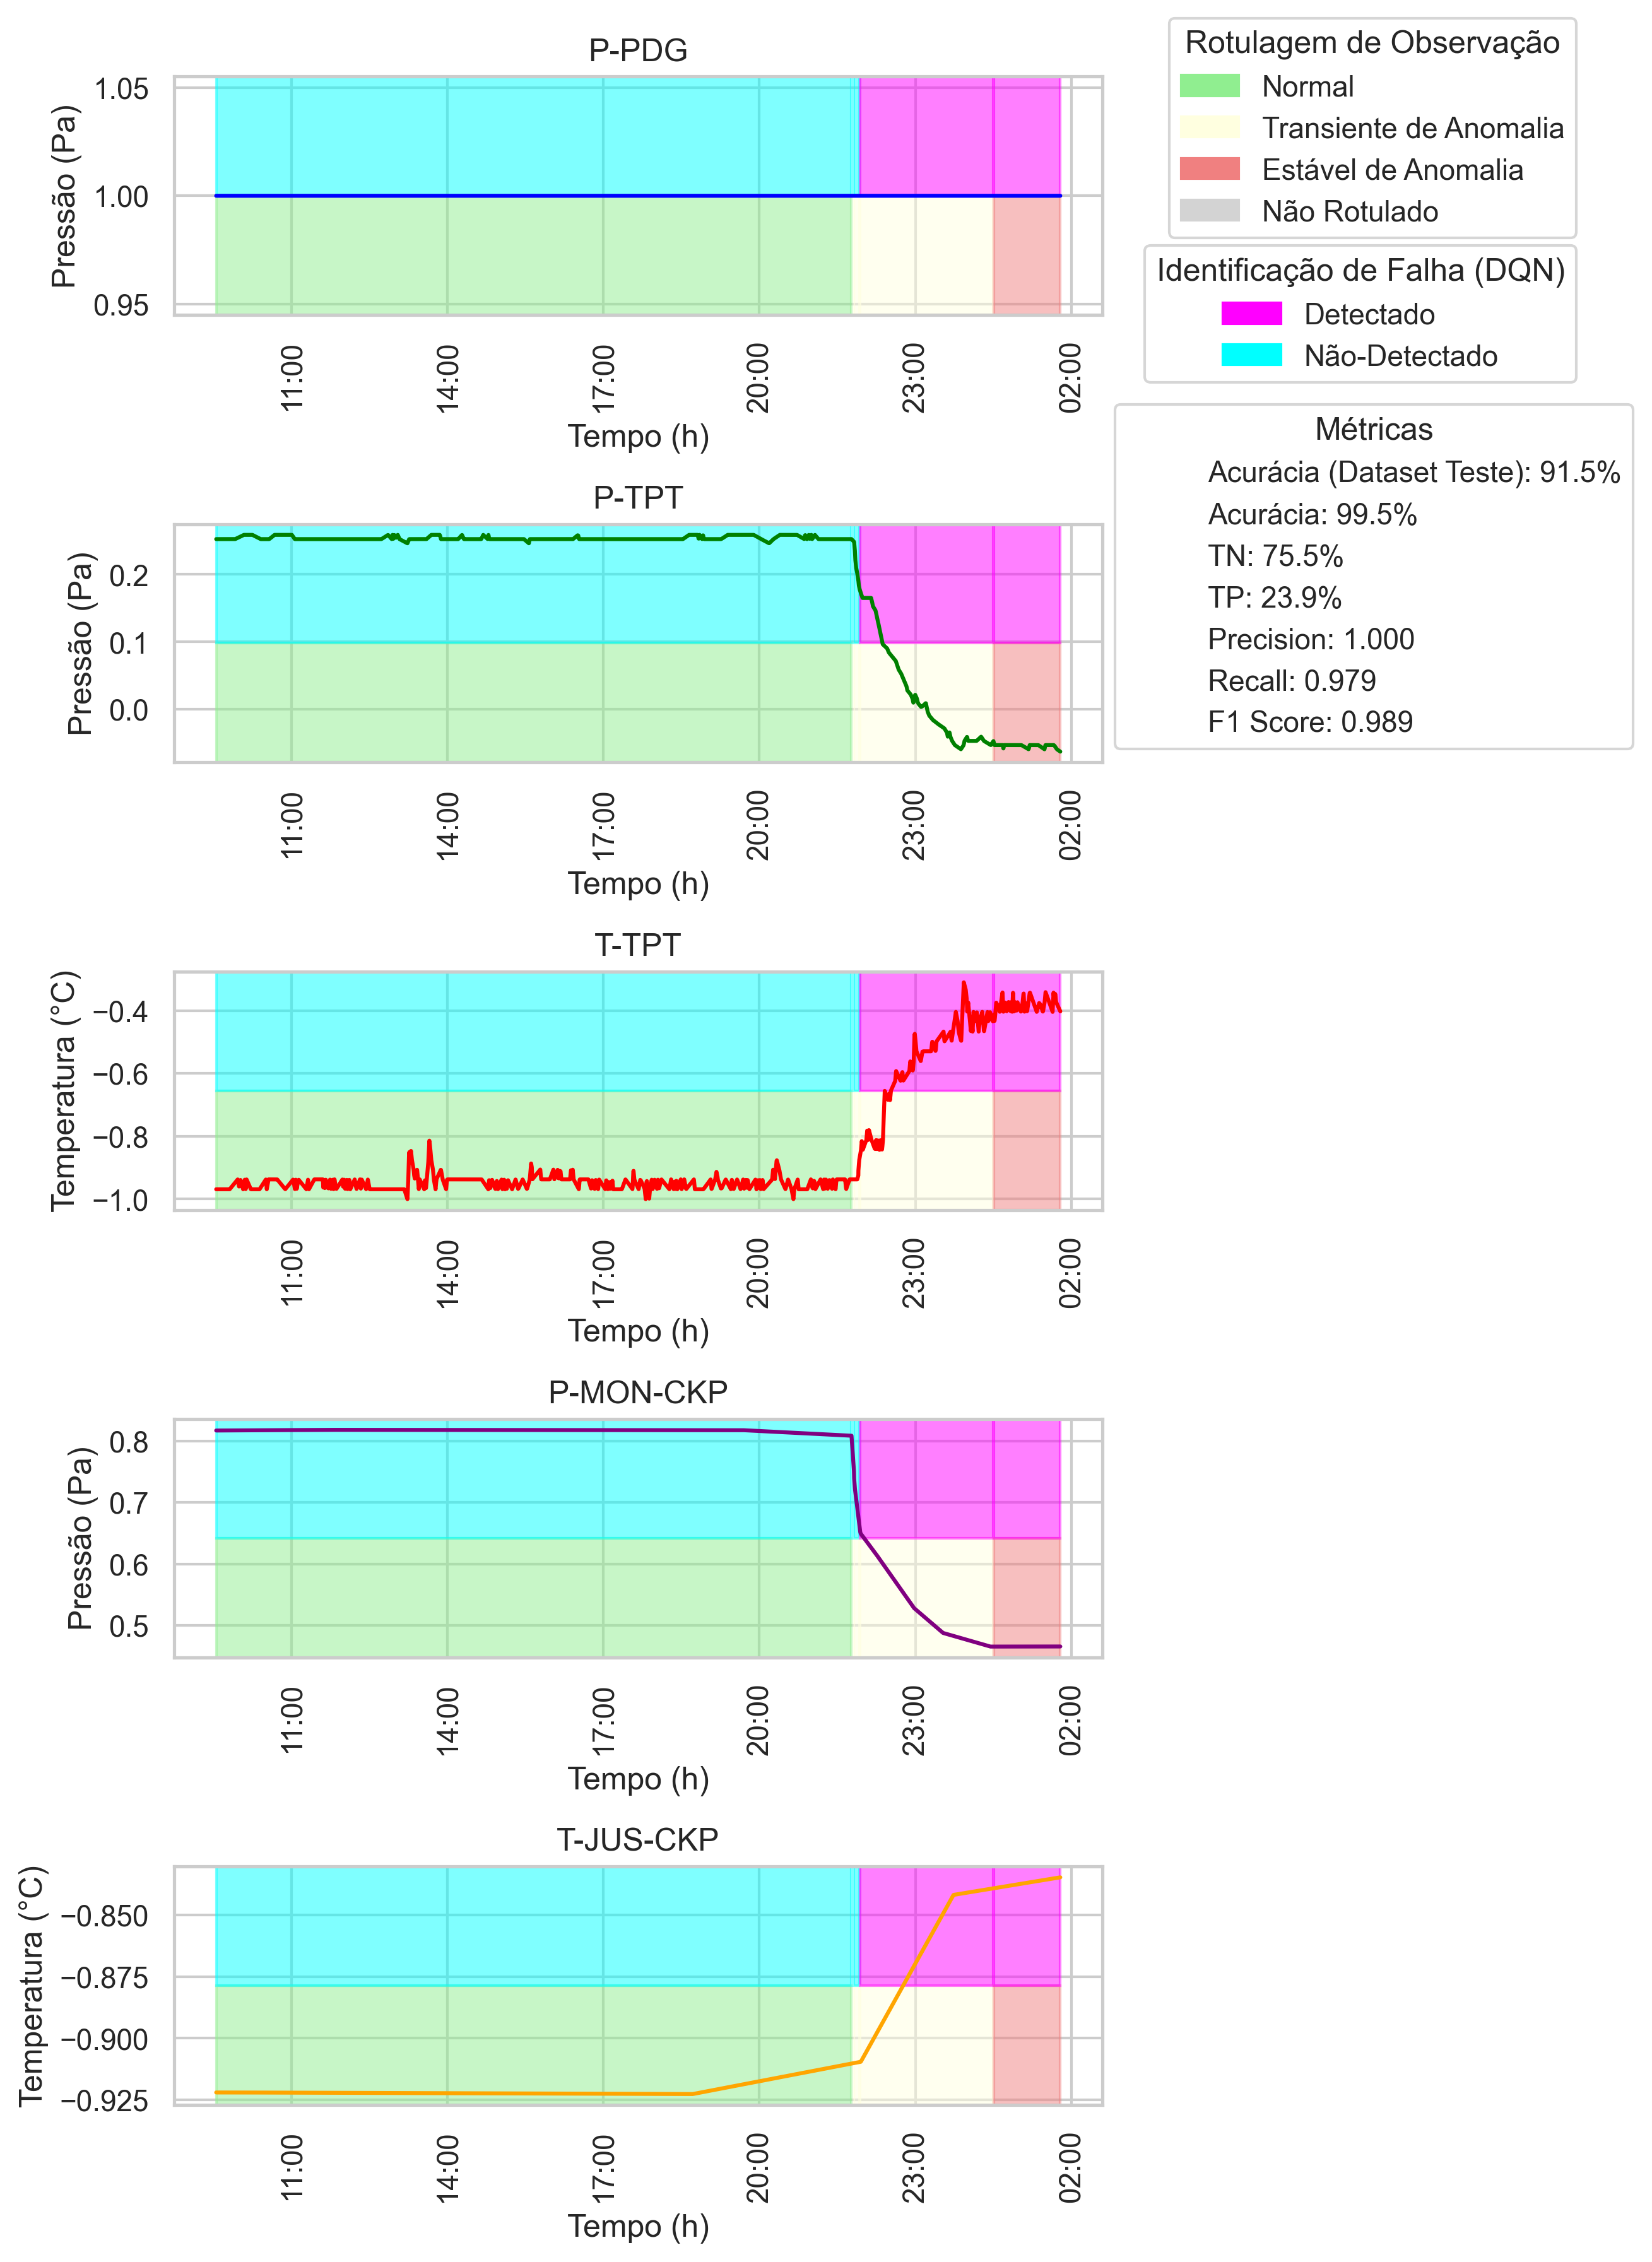 P-PDG
Pressão (Pa)
1.05
1.00
0.95
11:00
14:00
17:00
20:00
23:00
02:00
Tempo (h)
Rotulagem de Observação
Normal
Transiente de Anomalia
Estável de Anomalia
Não Rotulado
Identificação de Falha (DQN)
Detectado
Não-Detectado
Métricas
Acurácia (Dataset Teste): 91.5%
Acurácia: 99.5%
TN: 75.5%
TP: 23.9%
Precision: 1.000
Recall: 0.979
F1 Score: 0.989
P-TPT
Pressão (Pa)
0.2
0.1
0.0
11:00
14:00
17:00
20:00
23:00
02:00
Tempo (h)
T-TPT
Temperatura (°C)
−0.4
−0.6
−0.8
−1.0
11:00
14:00
17:00
20:00
23:00
02:00
Tempo (h)
P-MON-CKP
Pressão (Pa)
0.8
0.7
0.6
0.5
11:00
14:00
17:00
20:00
23:00
02:00
Tempo (h)
T-JUS-CKP
Temperatura (°C)
−0.850
−0.875
−0.900
−0.925
11:00
14:00
17:00
20:00
23:00
02:00
Tempo (h)